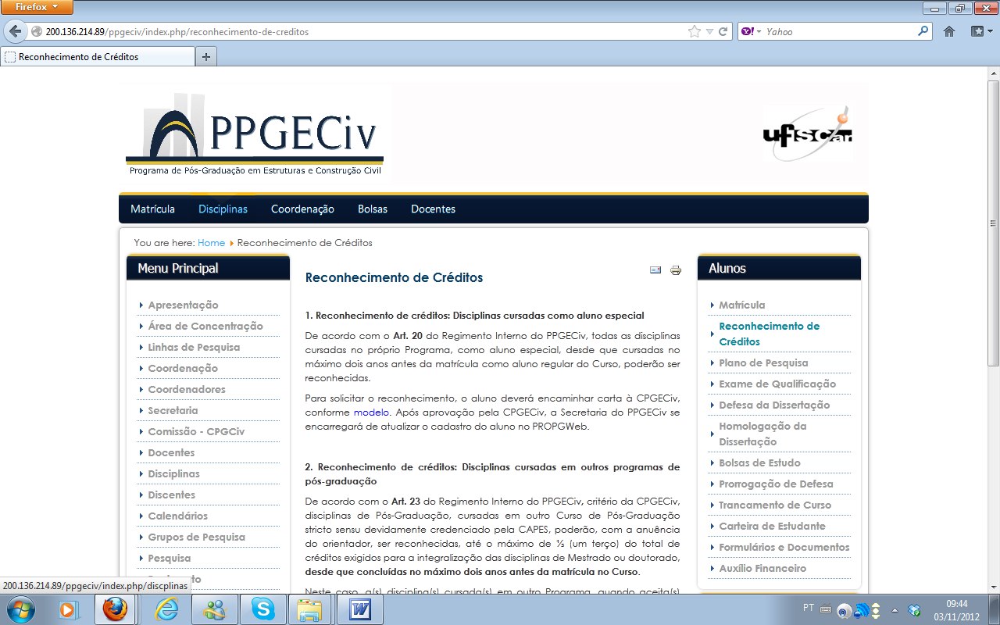 Firefox
200.136.214.89/ppgeciv/index.php/reconhecimento-de-creditos
Yahoo
Reconhecimento de Créditos
PPGECiv
Programa de Pós-Graduação em Estruturas e Construção Civil
ufscar
Matrícula Disciplinas Coordenação Bolsas Docentes
You are here: Home Reconhecimento de Créditos
Menu Principal
Apresentação
Área de Concentração
Linhas de Pesquisa
Coordenação
Coordenadores
Secretaria
Comissão - CPGCiv
Docentes
Disciplinas
Discentes
Calendários
Grupos de Pesquisa
Pesquisa
Reconhecimento de Créditos
1. Reconhecimento de créditos: Disciplinas cursadas como aluno especial
De acordo com o Art. 20 do Regimento Interno do PPGECiv, todas as disciplinas
cursadas no próprio Programa, como aluno especial, desde que cursadas no
máximo dois anos antes da matrícula como aluno regular do Curso, poderão ser
reconhecidas.
Para solicitar o reconhecimento, o aluno deverá encaminhar carta à CPGECiv,
conforme modelo. Após aprovação pela CPGECiv, a Secretaria do PPGECiv se
encarregará de atualizar o cadastro do aluno no PROPGWeb.
2. Reconhecimento de créditos: Disciplinas cursadas em outros programas de
pós-graduação
De acordo com o Art. 23 do Regimento Interno do PPGECiv, critério da CPGECiv,
disciplinas de Pós-Graduação, cursadas em outro Curso de Pós-Graduação
stricto sensu devidamente credenciado pela CAPES, poderão, com a anuência
do orientador, ser reconhecidas, até o máximo de ⅓ (um terço) do total de
créditos exigidos para a integralização das disciplinas de Mestrado ou doutorado,
desde que concluídas no máximo dois anos antes da matrícula no Curso.
Neste caso, a(s) disciplina(s) cursada(s) em outro Programa, quando aceita(s)
Alunos
Matrícula
Reconhecimento de
Créditos
Plano de Pesquisa
Exame de Qualificação
Defesa da Dissertação
Homologação da
Dissertação
Bolsas de Estudo
Prorrogação de Defesa
Trancamento de Curso
Carteira de Estudante
Formulários e Documentos
Auxílio Financeiro
200.136.214.89/ppgeciv/index.php/discplinas
PT
09:44
03/11/2012